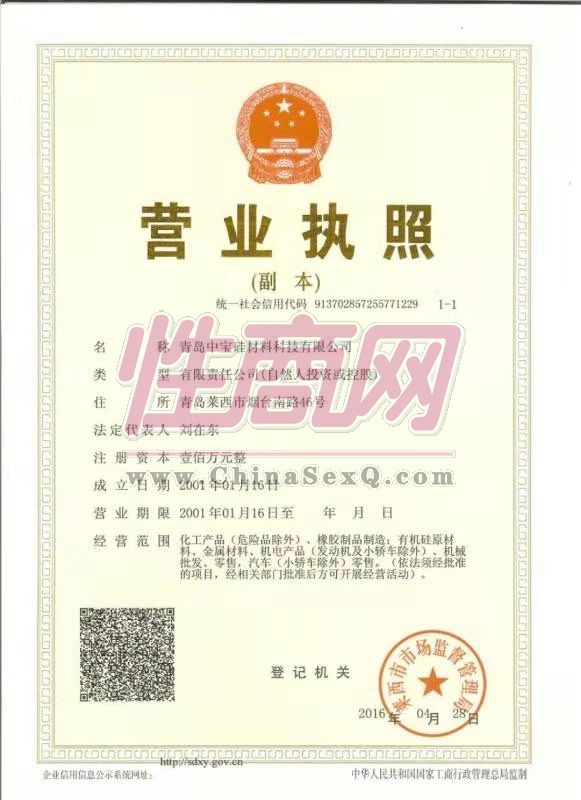 营业执照
(副 本)
统一社会信用代码 913702857255771229 1-1
性商网
名 称 青岛中宝硅材料科技有限公司
类 型 有限责任公司(自然人投资或控股)
住 所 青岛莱西市烟台南路46号
法定代表人 刘在东
注册资本 壹佰万元整
www.ChinaSexQ.com
成立日期 2001年01月16日
营业期限 2001年01月16日至 年 月 日
经营范围 化工产品（危险品除外）、橡胶制品制造；有机硅原材
料、金属材料、机电产品（发动机及小轿车除外）、机械
批发、零售，汽车（小轿车除外）零售。（依法须经批准
的项目，经相关部门批准后方可开展经营活动）。
登记机关
莱西市市场监督管理局
2016年 04月 28日
http://sdxy.gov.cn
企业信用信息公示系统网址： 中华人民共和国国家工商行政管理总局监制